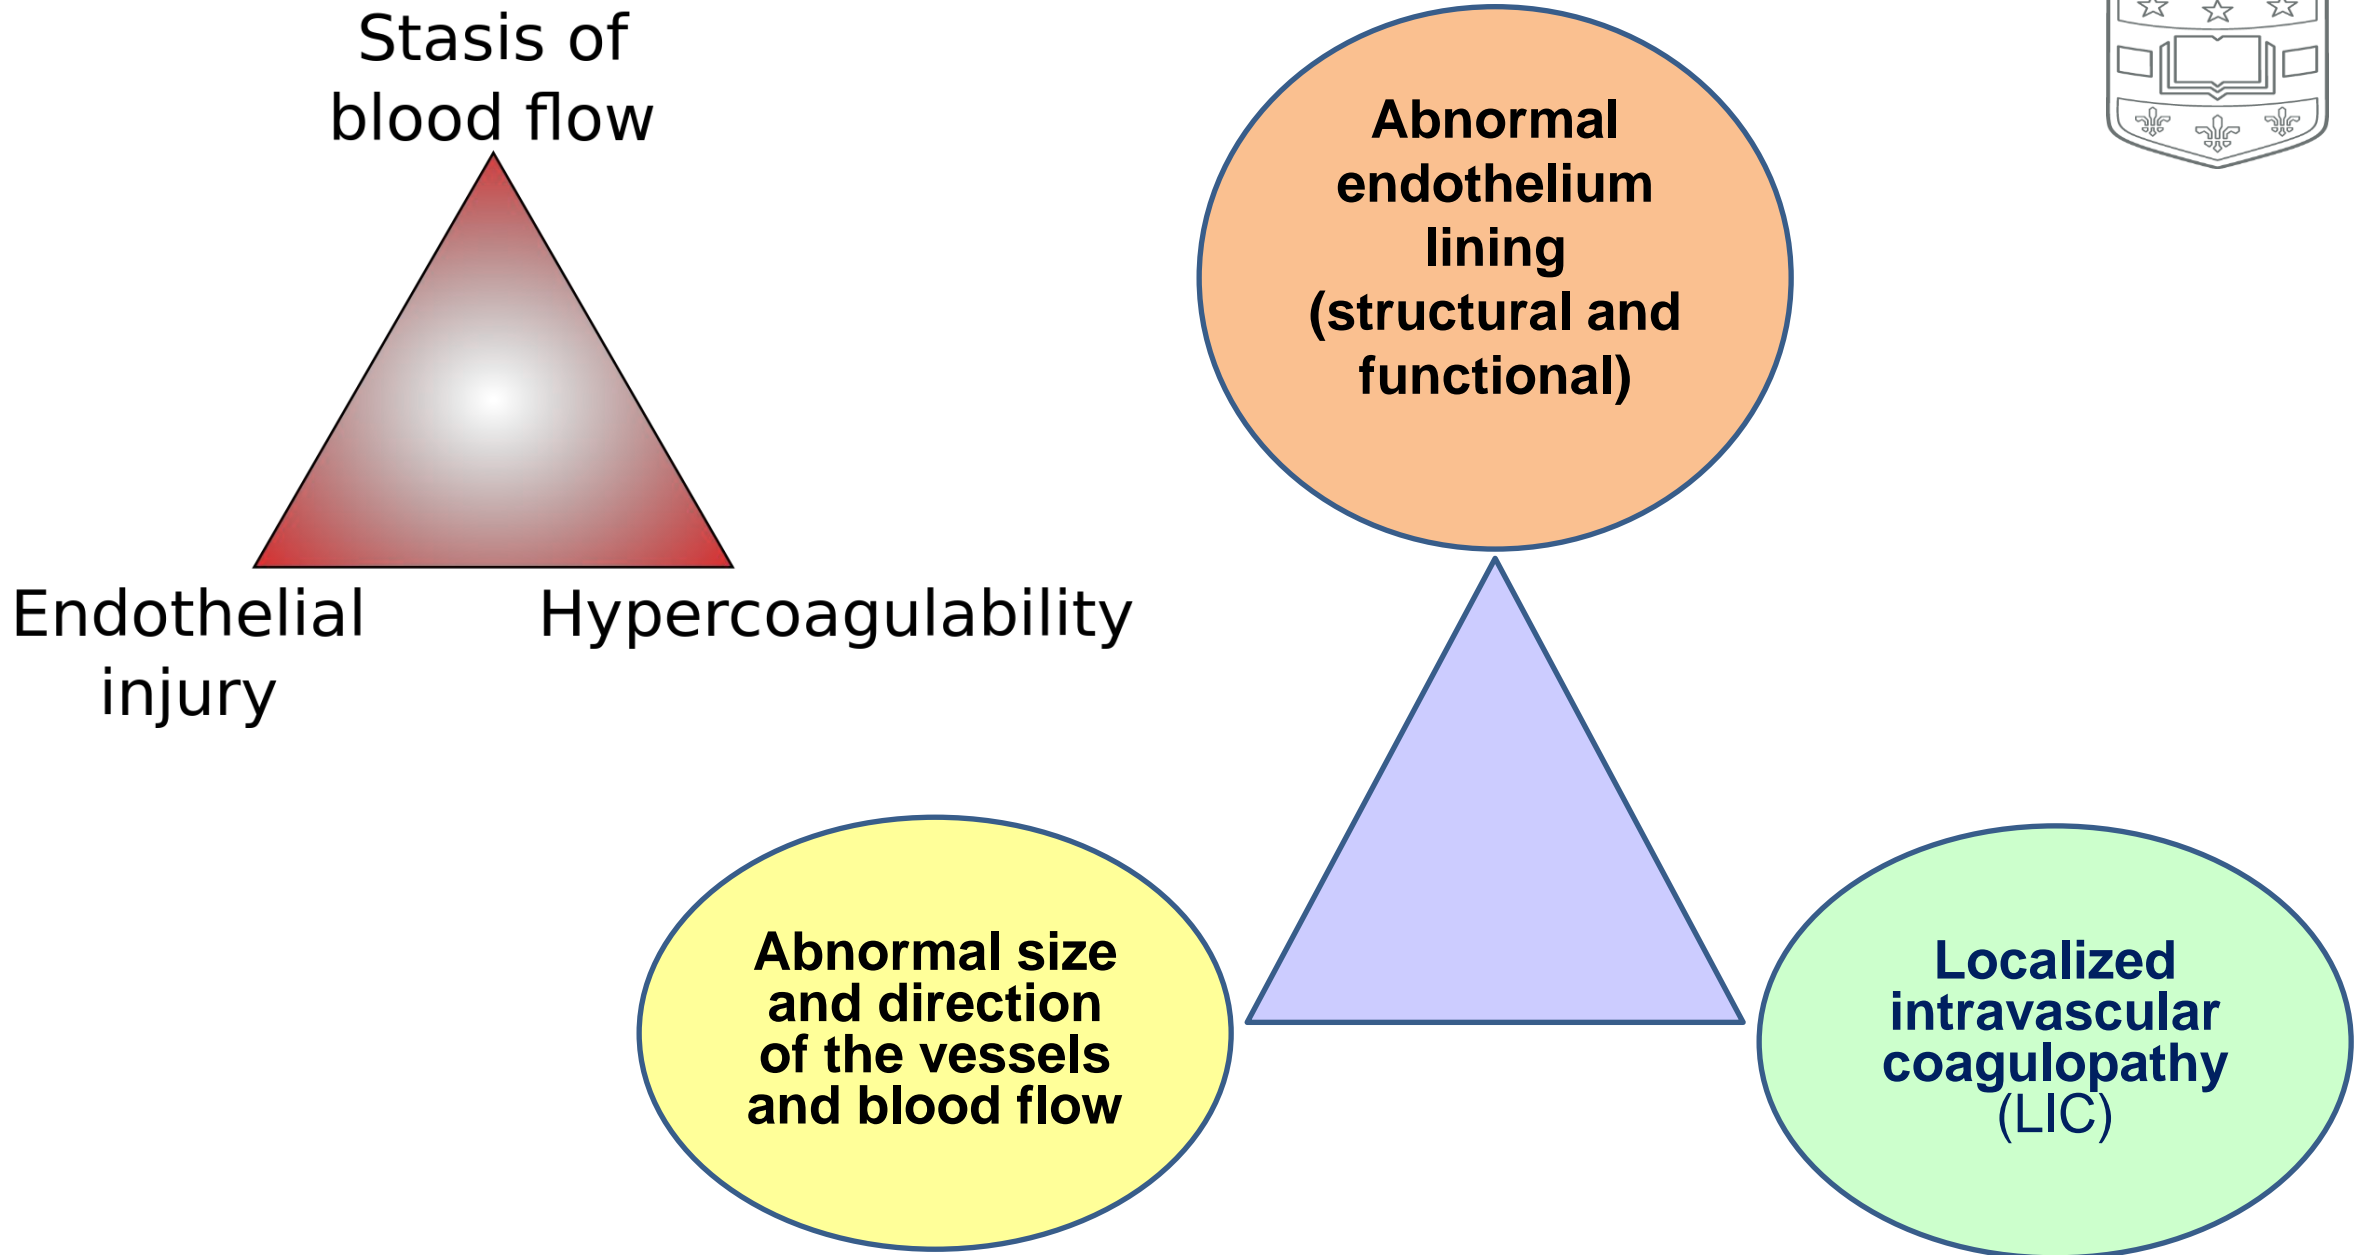 Stasis of
blood flow
Endothelial
injury
Hypercoagulability
Abnormal
endothelium
lining
(structural and
functional)
Abnormal size
and direction
of the vessels
and blood flow
Localized
intravascular
coagulopathy
(LIC)